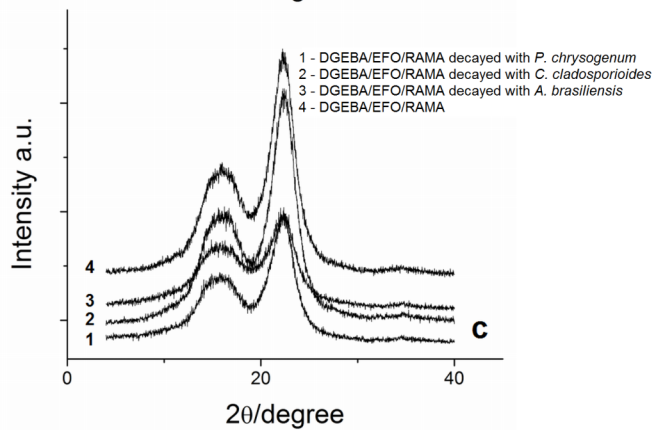 1 - DGEBA/EFO/RAMA decayed with P. chrysogenum
2 - DGEBA/EFO/RAMA decayed with C. cladosporioides
3 - DGEBA/EFO/RAMA decayed with A. brasiliensis
4 - DGEBA/EFO/RAMA
Intensity a.u.
4
3
2
1
C
0 20 40
2θ/degree